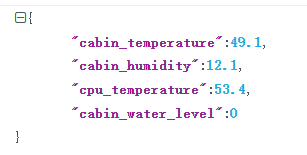 {
"cabin_temperature":49.1,
"cabin_humidity":12.1,
"cpu_temperature":53.4,
"cabin_water_level":0
}